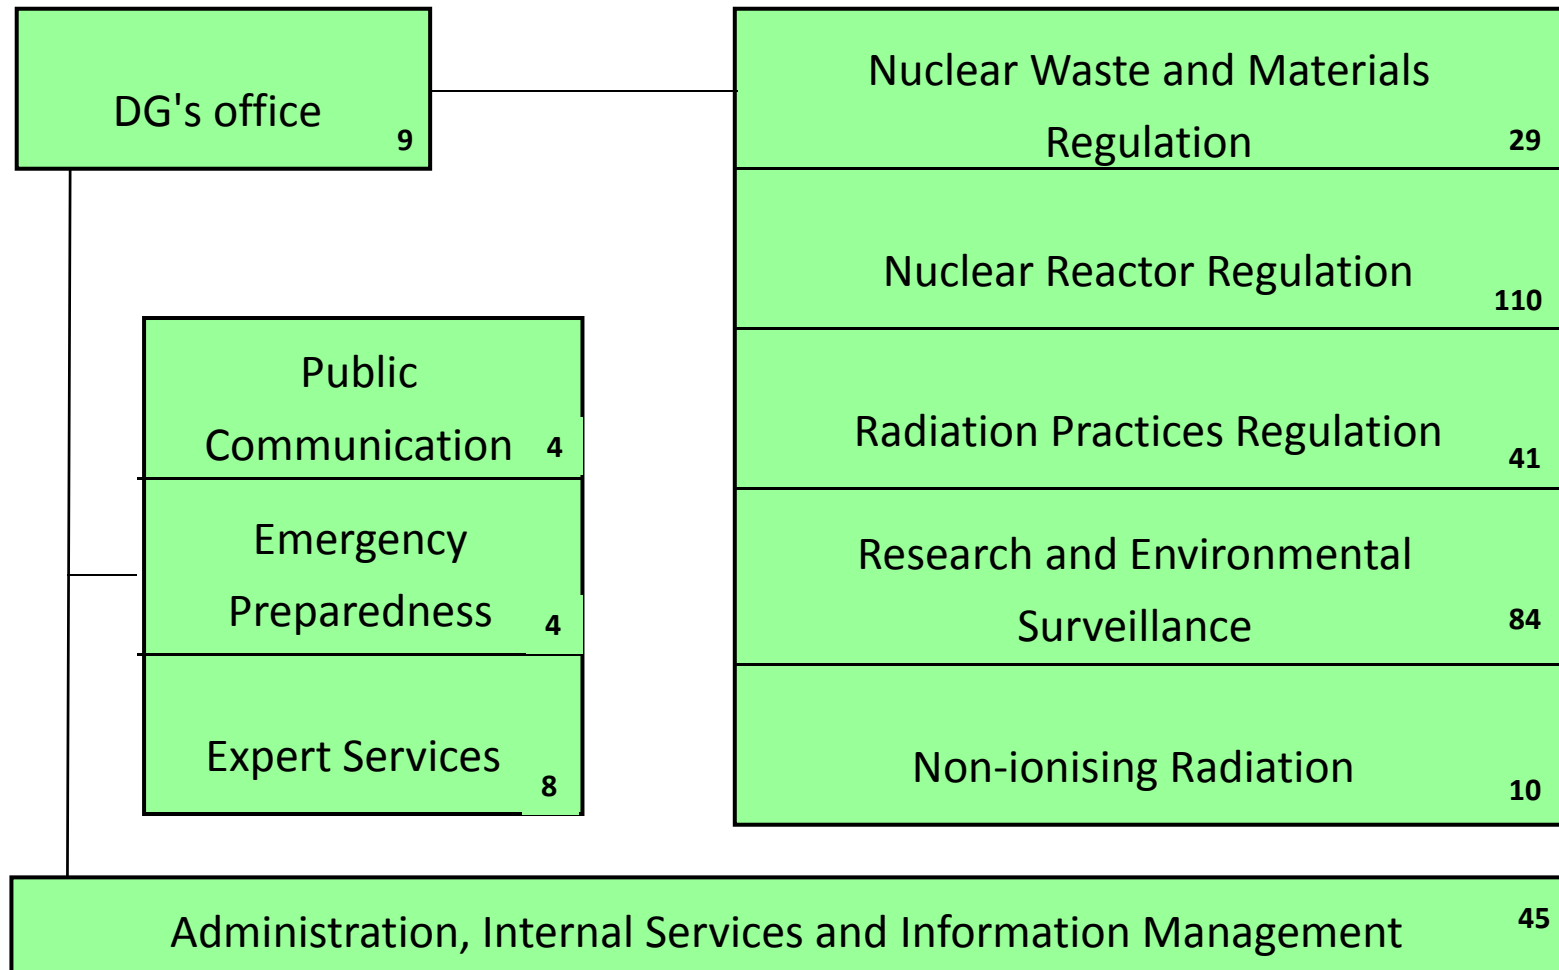 DG's office
9
Nuclear Waste and Materials
Regulation
29
Nuclear Reactor Regulation
110
Radiation Practices Regulation
41
Research and Environmental
Surveillance
84
Non-ionising Radiation
10
Public
Communication
4
Emergency
Preparedness
4
Expert Services
8
Administration, Internal Services and Information Management
45